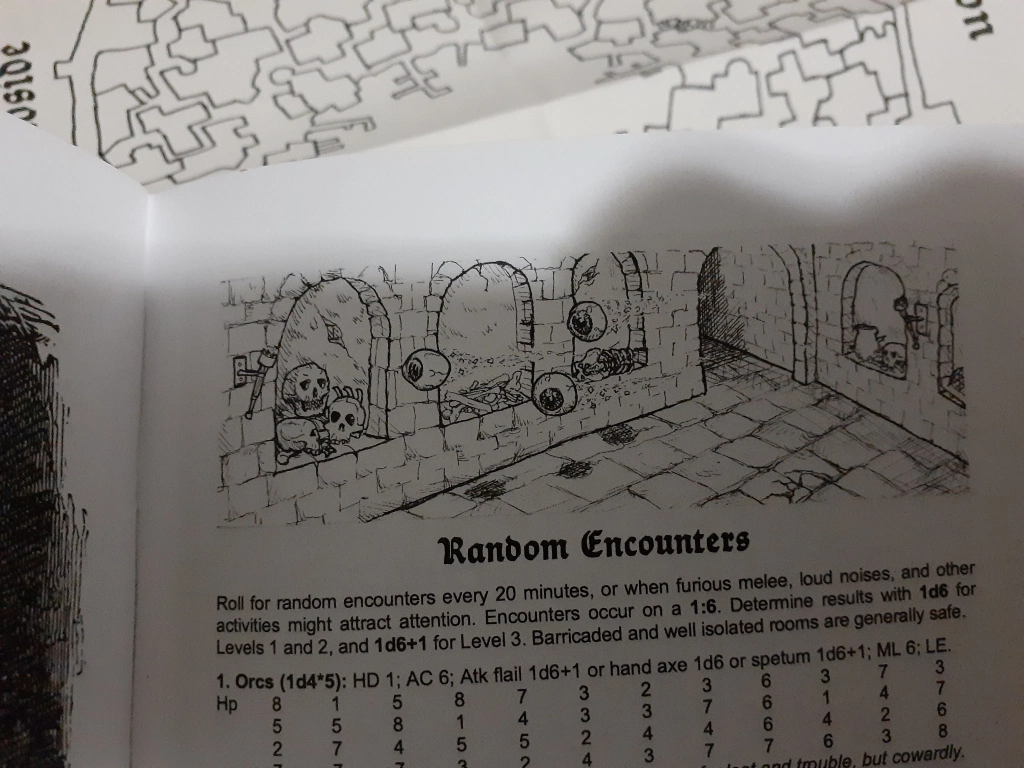 Random Encounters
Roll for random encounters every 20 minutes, or when furious melee, loud noises, and other
activities might attract attention. Encounters occur on a 1:6. Determine results with 1d6 for
Levels 1 and 2, and 1d6+1 for Level 3. Barricaded and well isolated rooms are generally safe.
1. Orcs (1d4*5): HD 1; AC 6; Atk flail 1d6+1 or hand axe 1d6 or spetum 1d6+1; ML 6; LE.
Hp 8 1 5 8 7 3 2 3 6 3 7 3
5 5 8 1 4 3 3 7 6 1 4 7
2 7 4 5 5 2 4 4 6 4 2 6
7 7 7 3 2 4 3 7 7 6 3 8
and trouble, but cowardly.